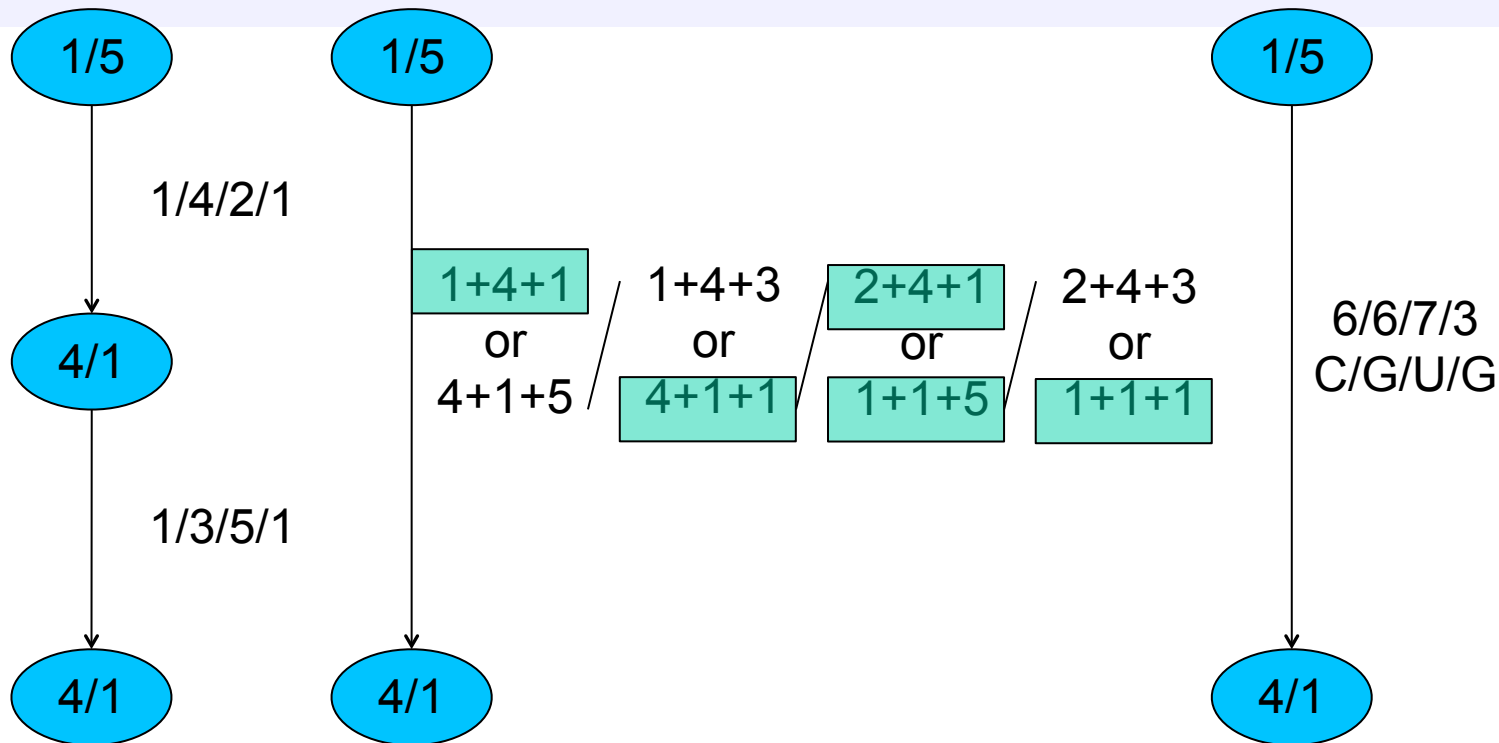 1/5
1/5
1/5
1/4/2/1
1+4+1 / 1+4+3 / 2+4+1 / 2+4+3
or or or or
4+1+5 4+1+1 1+1+5 1+1+1
6/6/7/3
C/G/U/G
4/1
1/3/5/1
4/1
4/1
4/1